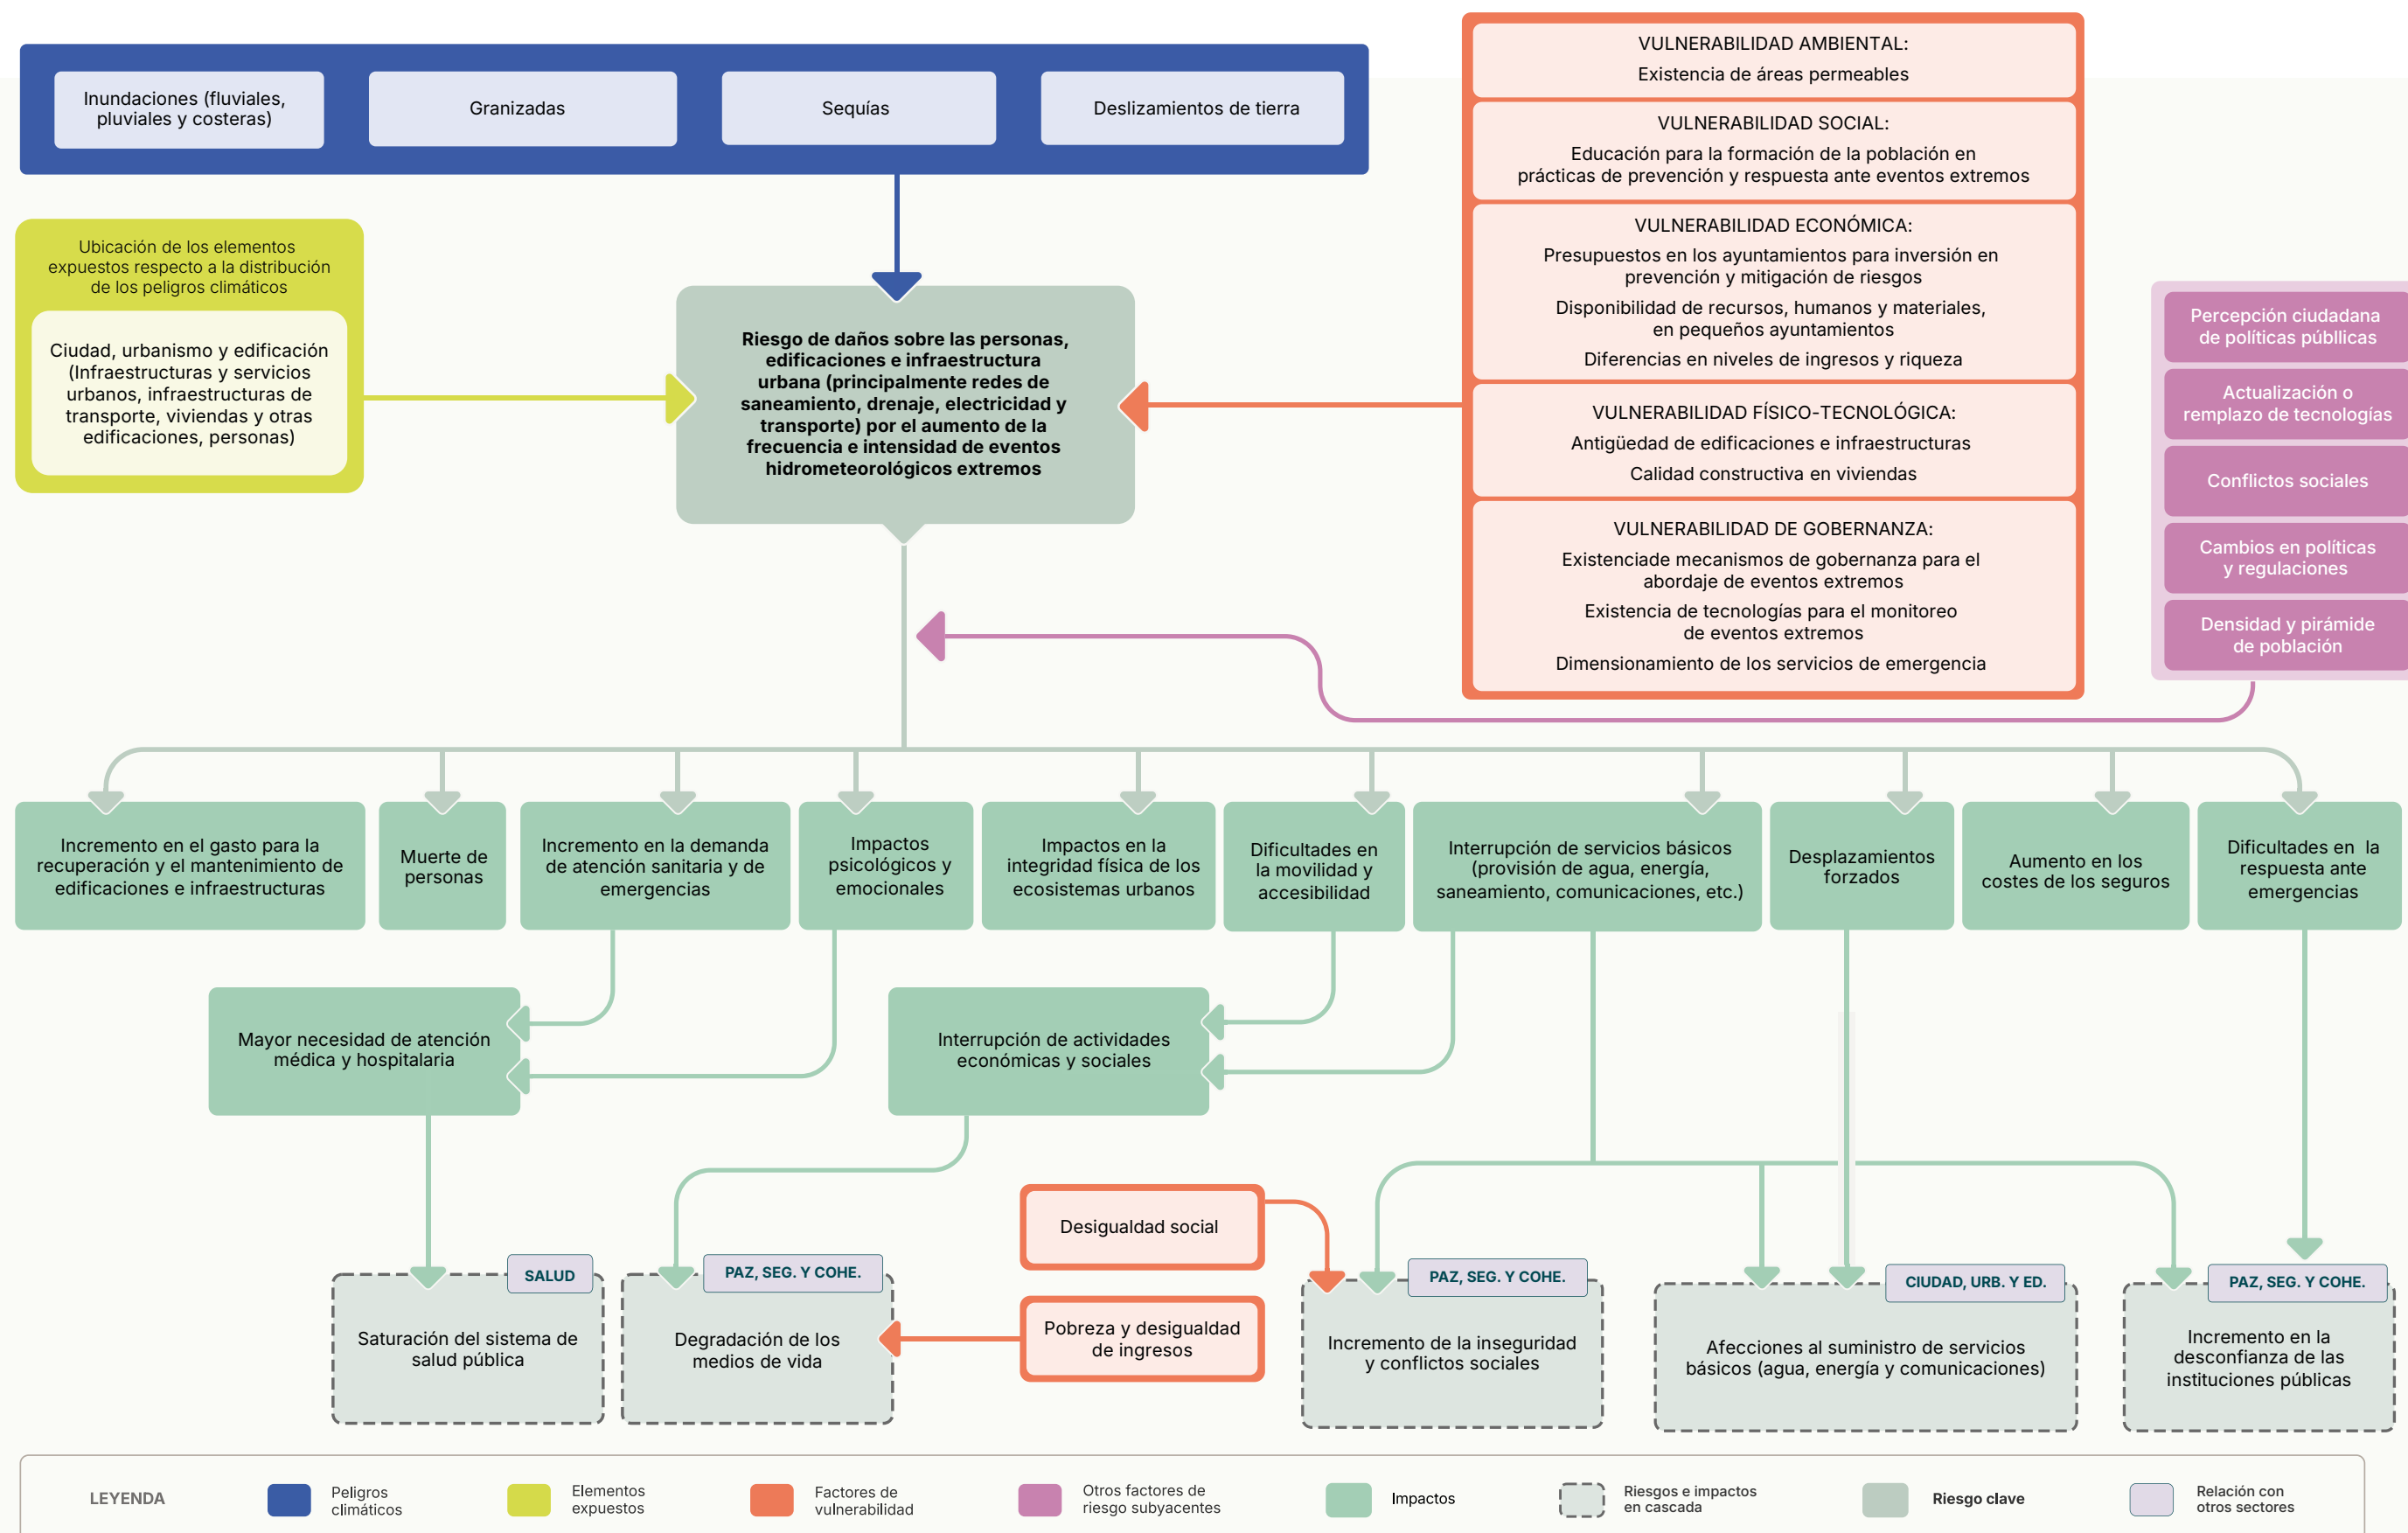 Inundaciones (fluviales,
pluviales y costeras)
Granizadas
Sequías
Deslizamientos de tierra
VULNERABILIDAD AMBIENTAL:
Existencia de áreas permeables
VULNERABILIDAD SOCIAL:
Educación para la formación de la población en
prácticas de prevención y respuesta ante eventos extremos
VULNERABILIDAD ECONÓMICA:
Presupuestos en los ayuntamientos para inversión en
prevención y mitigación de riesgos
Disponibilidad de recursos, humanos y materiales,
en pequeños ayuntamientos
Diferencias en niveles de ingresos y riqueza
VULNERABILIDAD FÍSICO-TECNOLÓGICA:
Antigüedad de edificaciones e infraestructuras
Calidad constructiva en viviendas
VULNERABILIDAD DE GOBERNANZA:
Existenciade mecanismos de gobernanza para el
abordaje de eventos extremos
Existencia de tecnologías para el monitoreo
de eventos extremos
Dimensionamiento de los servicios de emergencia
Ubicación de los elementos
expuestos respecto a la distribución
de los peligros climáticos
Ciudad, urbanismo y edificación
(Infraestructuras y servicios
urbanos, infraestructuras de
transporte, viviendas y otras
edificaciones, personas)
Riesgo de daños sobre las personas,
edificaciones e infraestructura
urbana (principalmente redes de
saneamiento, drenaje, electricidad y
transporte) por el aumento de la
frecuencia e intensidad de eventos
hidrometeorológicos extremos
Percepción ciudadana
de políticas públlicas
Actualización o
remplazo de tecnologías
Conflictos sociales
Cambios en políticas
y regulaciones
Densidad y pirámide
de población
Incremento en el gasto para la
recuperación y el mantenimiento de
edificaciones e infraestructuras
Muerte de
personas
Incremento en la demanda
de atención sanitaria y de
emergencias
Impactos
psicológicos y
emocionales
Impactos en la
integridad física de los
ecosistemas urbanos
Dificultades en
la movilidad y
accesibilidad
Interrupción de servicios básicos
(provisión de agua, energía,
saneamiento, comunicaciones, etc.)
Desplazamientos
forzados
Aumento en los
costes de los seguros
Dificultades en la
respuesta ante
emergencias
Mayor necesidad de atención
médica y hospitalaria
Interrupción de actividades
económicas y sociales
Desigualdad social
Pobreza y desigualdad
de ingresos
SALUD
Saturación del sistema de
salud pública
PAZ, SEG. Y COHE.
Degradación de los
medios de vida
PAZ, SEG. Y COHE.
Incremento de la inseguridad
y conflictos sociales
CIUDAD, URB. Y ED.
Afecciones al suministro de servicios
básicos (agua, energía y comunicaciones)
PAZ, SEG. Y COHE.
Incremento en la
desconfianza de las
instituciones públicas
LEYENDA
Peligros
climáticos
Elementos
expuestos
Factores de
vulnerabilidad
Otros factores de
riesgo subyacentes
Impactos
Riesgos e impactos
en cascada
Riesgo clave
Relación con
otros sectores